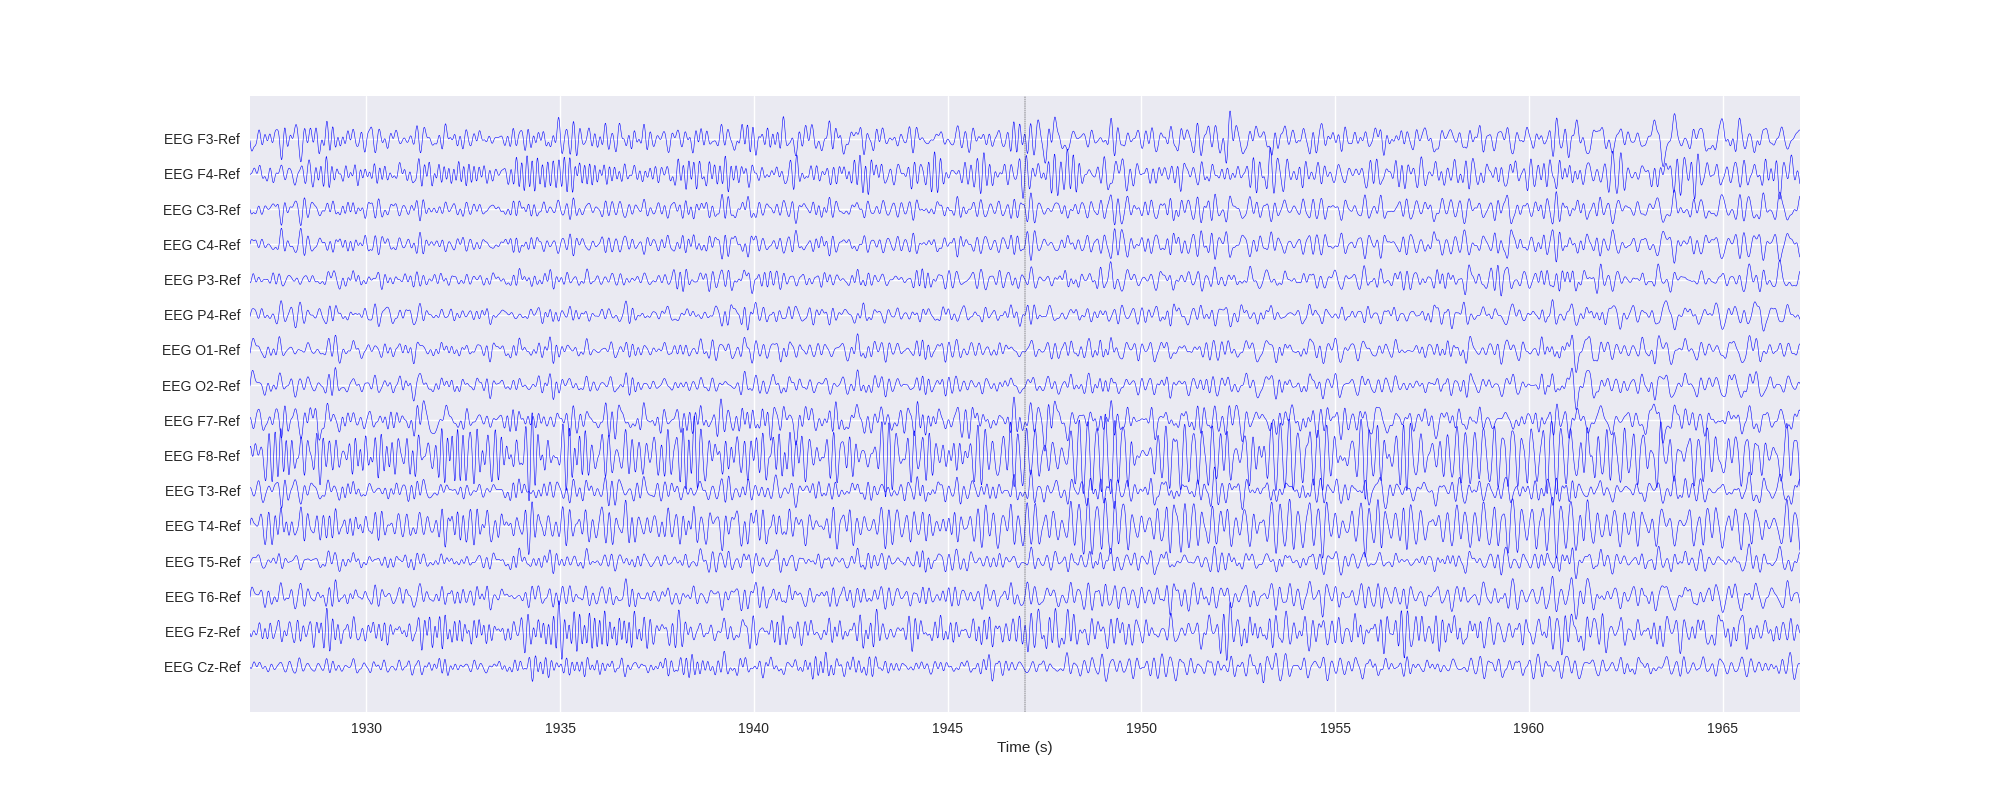 EEG F3-Ref
EEG F4-Ref
EEG C3-Ref
EEG C4-Ref
EEG P3-Ref
EEG P4-Ref
EEG O1-Ref
EEG O2-Ref
EEG F7-Ref
EEG F8-Ref
EEG T3-Ref
EEG T4-Ref
EEG T5-Ref
EEG T6-Ref
EEG Fz-Ref
EEG Cz-Ref
1930 1935 1940 1945 1950 1955 1960 1965
Time (s)